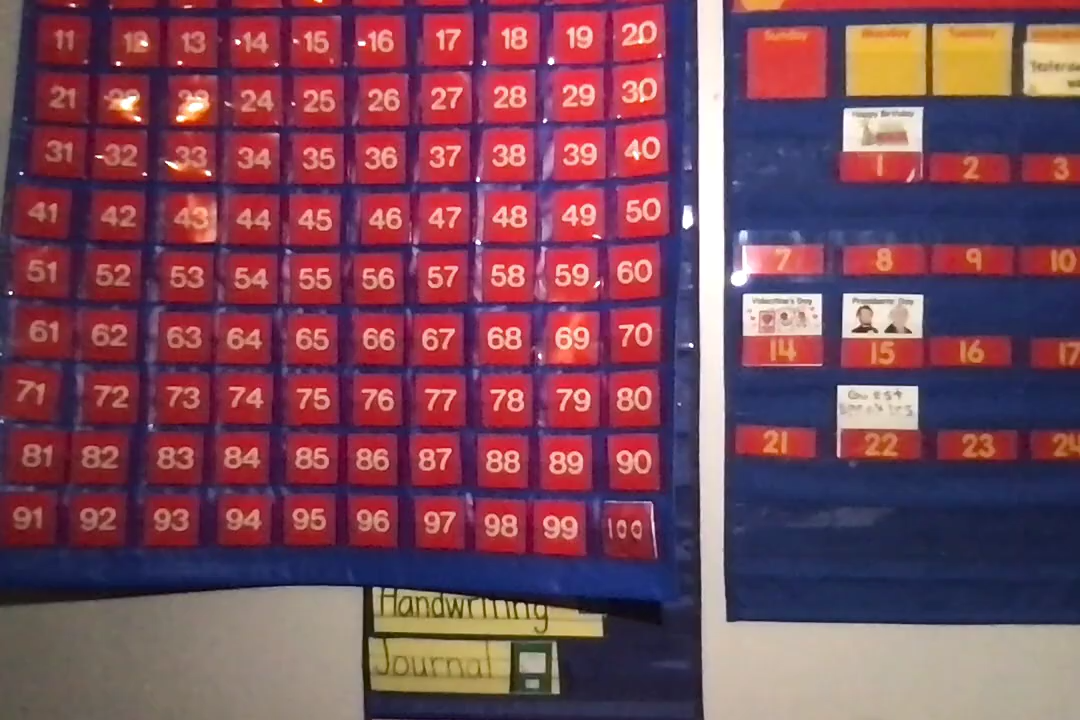 11 12 13 14 15 16 17 18 19 20
21 22 23 24 25 26 27 28 29 30
31 32 33 34 35 36 37 38 39 40
41 42 43 44 45 46 47 48 49 50
51 52 53 54 55 56 57 58 59 60
61 62 63 64 65 66 67 68 69 70
71 72 73 74 75 76 77 78 79 80
81 82 83 84 85 86 87 88 89 90
91 92 93 94 95 96 97 98 99 100
Handwriting
Journal
Sunday Monday Tuesday
Happy Birthday
1 2 3
7 8 9 10
Valentine's Day Presidents' Day
14 15 16 17
Guest
21 22 23 24